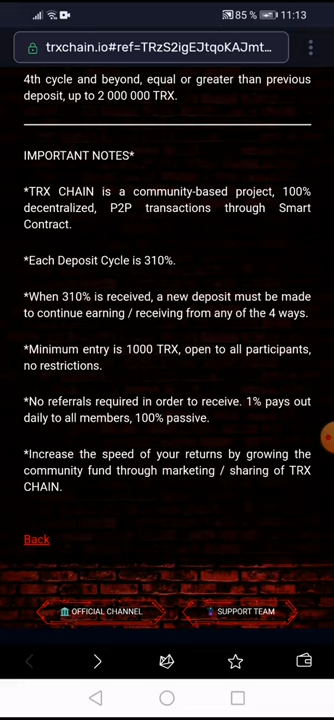 85 % 11:13
trxchain.io#ref=TRzS2igEJtqoKAJmt...
4th cycle and beyond, equal or greater than previous
deposit, up to 2 000 000 TRX.
IMPORTANT NOTES*
*TRX CHAIN is a community-based project, 100%
decentralized, P2P transactions through Smart
Contract.
*Each Deposit Cycle is 310%.
*When 310% is received, a new deposit must be made
to continue earning / receiving from any of the 4 ways.
*Minimum entry is 1000 TRX, open to all participants,
no restrictions.
*No referrals required in order to receive. 1% pays out
daily to all members, 100% passive.
*Increase the speed of your returns by growing the
community fund through marketing / sharing of TRX
CHAIN.
Back
OFFICIAL CHANNEL SUPPORT TEAM